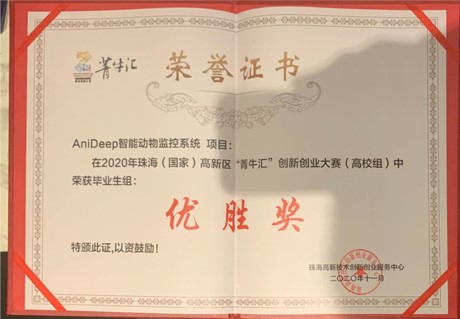 菁牛汇
荣誉证书
AniDeep智能动物监控系统 项目：
在2020年珠海（国家）高新区“菁牛汇”创新创业大赛（高校组）中
荣获毕业生组：
优胜奖
特颁此证，以资鼓励！
珠海高新技术创新创业服务中心
二〇二〇年十一月